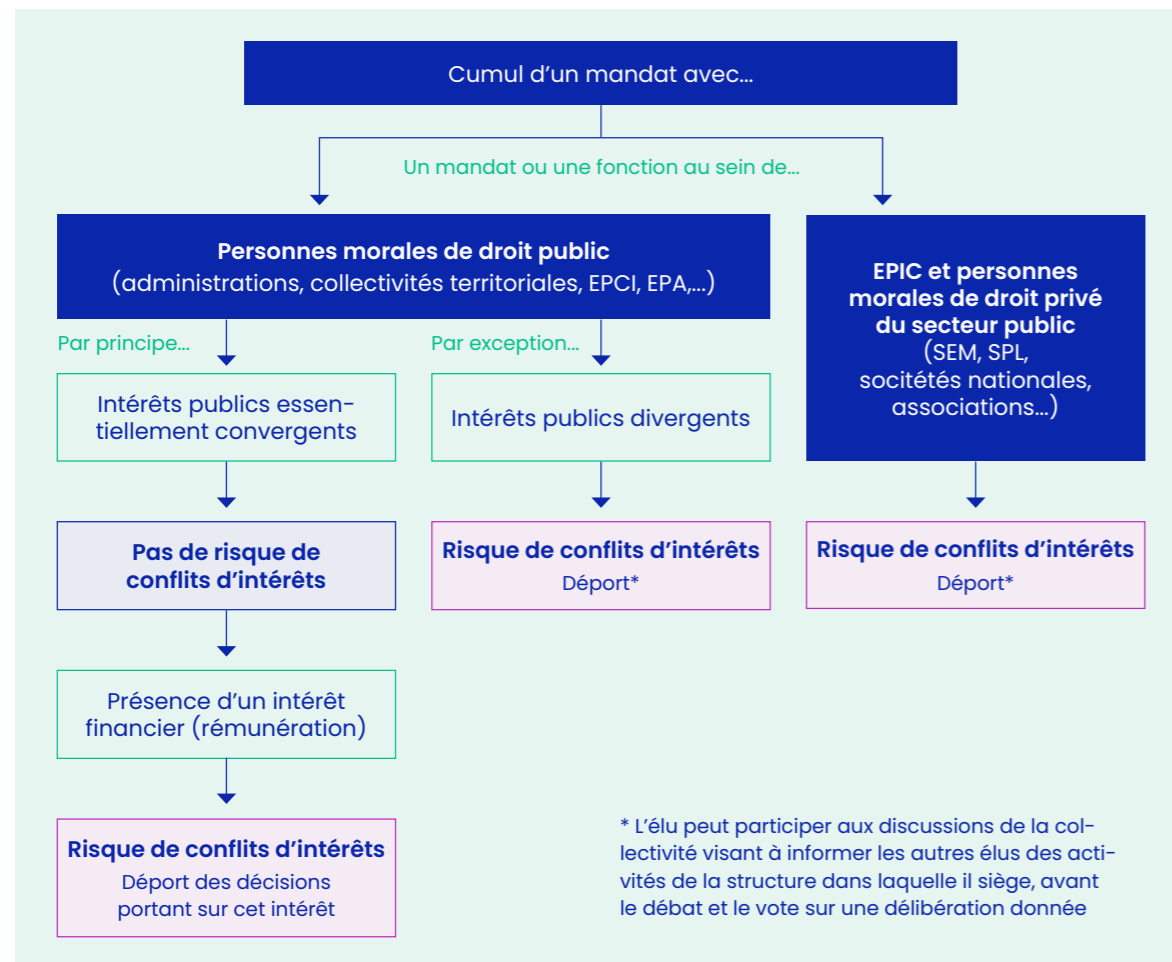 Cumul d'un mandat avec…
Un mandat ou une fonction au sein de…
Personnes morales de droit public
(administrations, collectivités territoriales, EPCI, EPA,…)
Par principe…
Intérêts publics essen-
tiellement convergents
Pas de risque de
conflits d'intérêts
Présence d'un intérêt
financier (rémunération)
Risque de conflits d'intérêts
Déport des décisions
portant sur cet intérêt
Par exception…
Intérêts publics divergents
Risque de conflits d'intérêts
Déport*
EPIC et personnes
morales de droit privé
du secteur public
(SEM, SPL,
socitétés nationales,
associations…)
Risque de conflits d'intérêts
Déport*
* L'élu peut participer aux discussions de la col-
lectivité visant à informer les autres élus des acti-
vités de la structure dans laquelle il siège, avant
le débat et le vote sur une délibération donnée